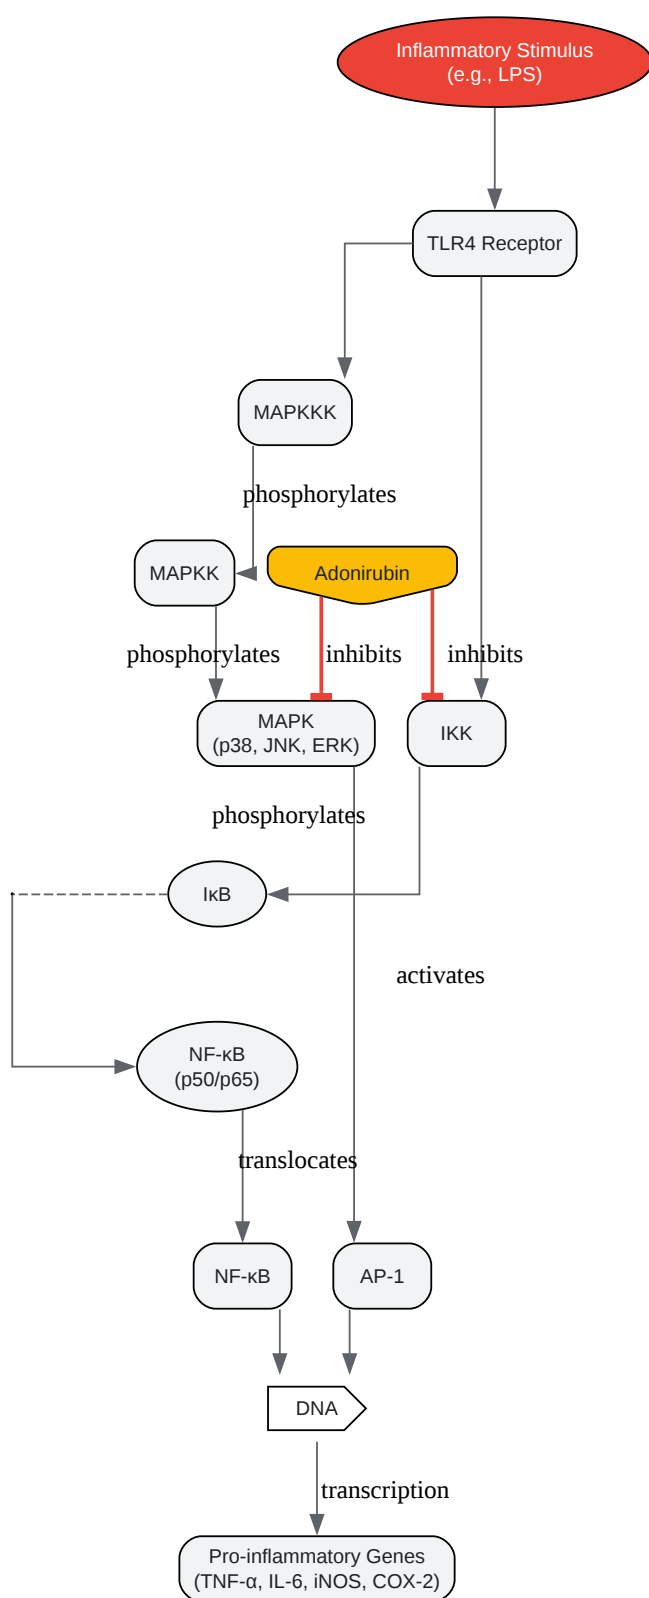 Inflammatory Stimulus
(e.g., LPS)
TLR4 Receptor
MAPKKK
phosphorylates
MAPKK
Adonirubin
phosphorylates
inhibits
inhibits
MAPK
(p38, JNK, ERK)
IKK
phosphorylates
IκB
activates
NF-κB
(p50/p65)
translocates
NF-κB
AP-1
DNA
transcription
Pro-inflammatory Genes
(TNF-α, IL-6, iNOS, COX-2)